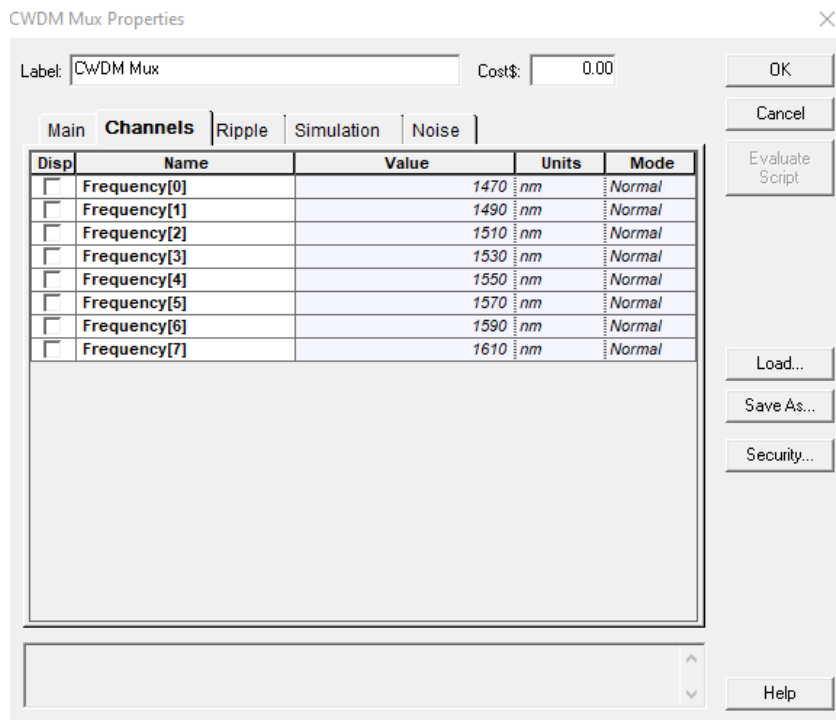 CWDM Mux Properties
Label: CWDM Mux Cost$: 0.00 OK
Cancel
Main Channels Ripple Simulation Noise
Evaluate Script
Disp Name Value Units Mode
Frequency[0] 1470 nm Normal
Frequency[1] 1490 nm Normal
Frequency[2] 1510 nm Normal
Frequency[3] 1530 nm Normal
Frequency[4] 1550 nm Normal
Frequency[5] 1570 nm Normal
Frequency[6] 1590 nm Normal
Frequency[7] 1610 nm Normal
Load...
Save As...
Security...
Help